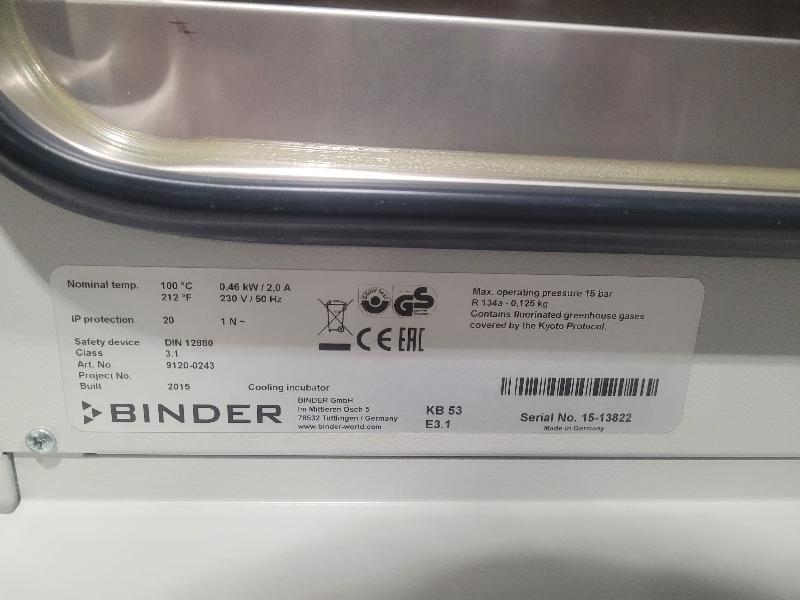 Nominal temp. 100 °C 0,46 kW / 2,0 A
212 °F 230 V / 50 Hz
IP protection 20 1 N ~
Safety device DIN 12880
Class 3.1
Art. No 9120-0243
Project No.
Built 2015 Cooling incubator
GS
CE EAC
Max. operating pressure 15 bar
R 134a - 0,125 kg
Contains fluorinated greenhouse gases
covered by the Kyoto Protocol.
BINDER
BINDER GmbH
Im Mittleren Ösch 5
78532 Tuttlingen / Germany
www.binder-world.com
KB 53
E3.1
Serial No. 15-13822
Made in Germany